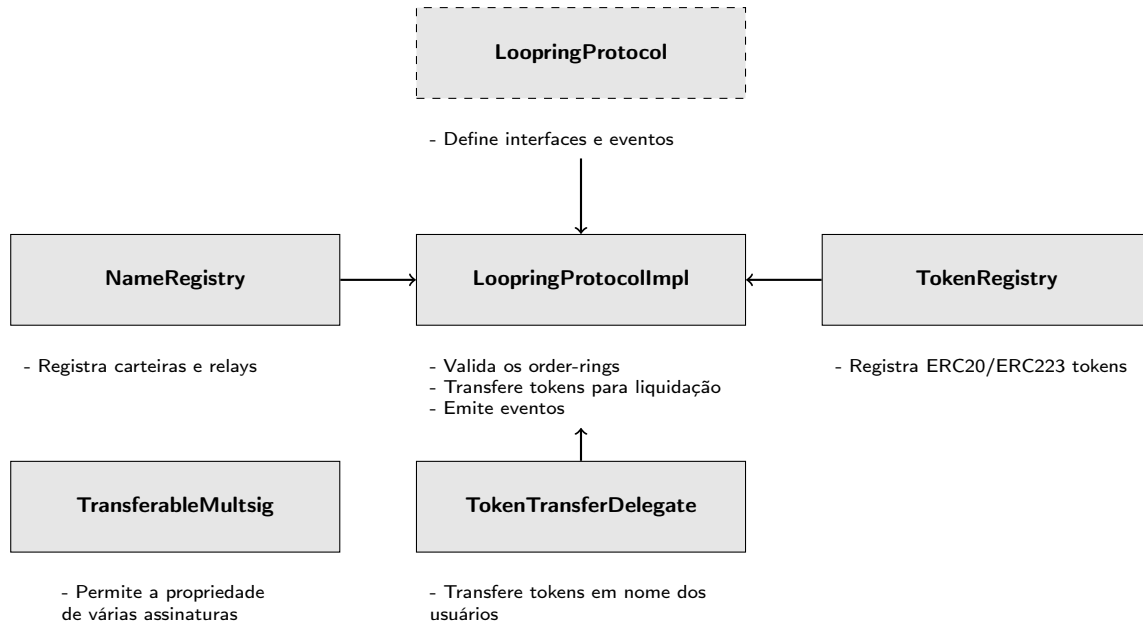 LoopringProtocol
- Define interfaces e eventos
NameRegistry
LoopringProtocolImpl
TokenRegistry
- Registra carteiras e relays
- Valida os order-rings
- Transfere tokens para liquidação
- Emite eventos
- Registra ERC20/ERC223 tokens
TransferableMultsig
TokenTransferDelegate
- Permite a propriedade
de várias assinaturas
- Transfere tokens em nome dos
usuários